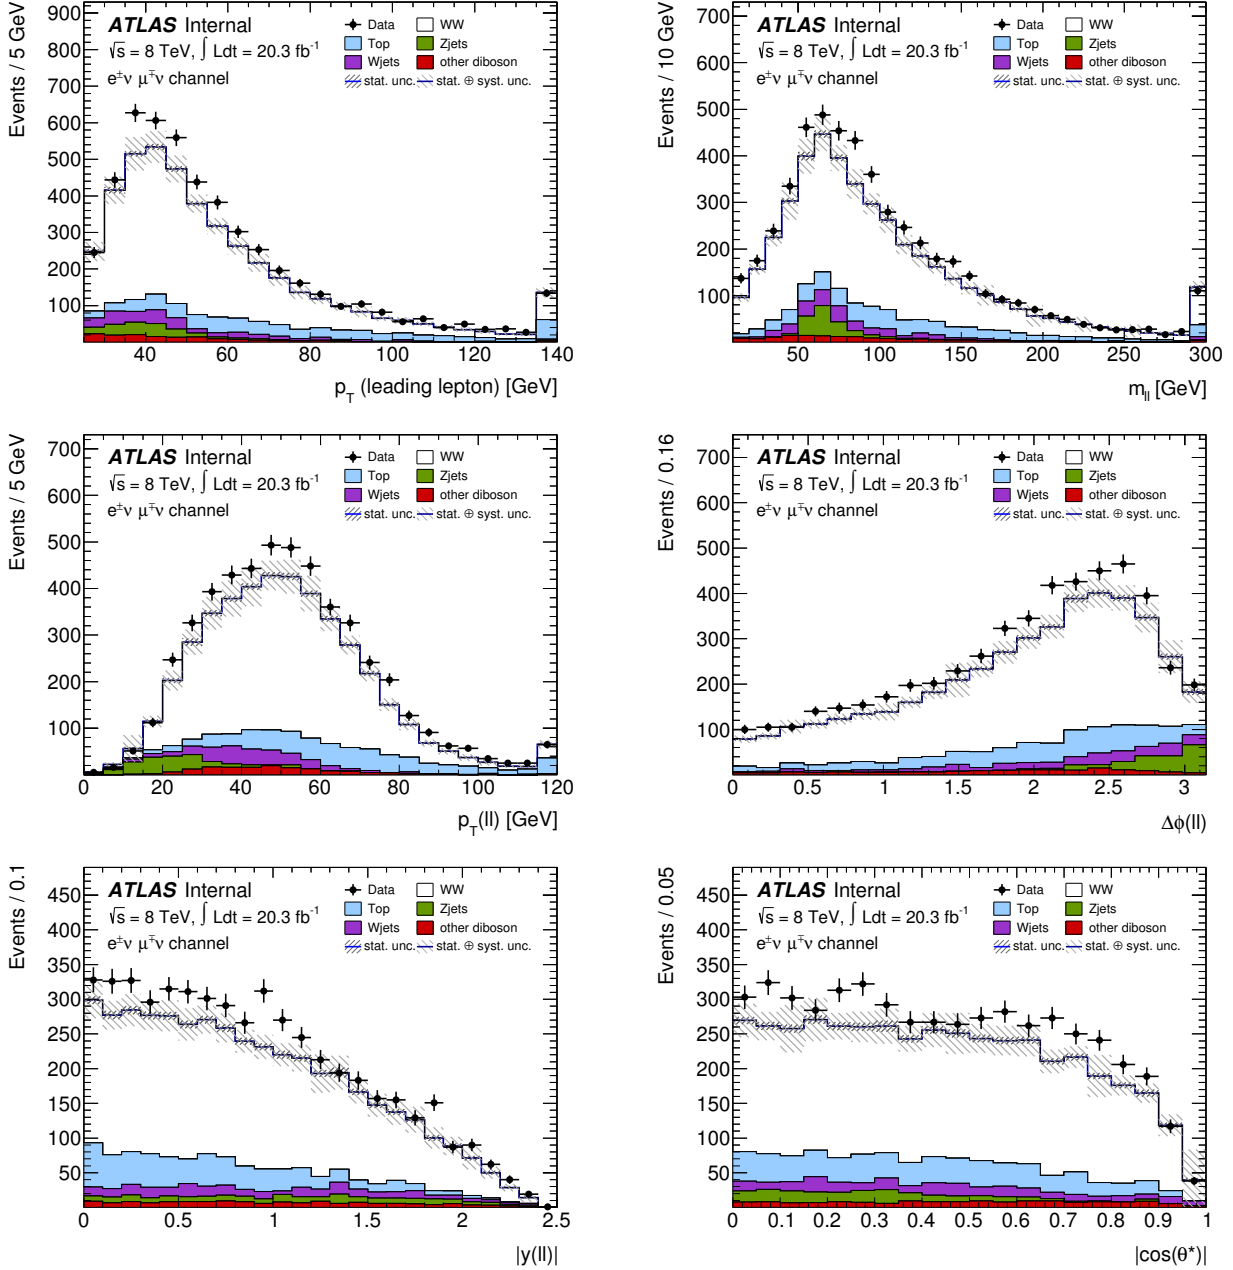 Events / 5 GeV
900
800
700
600
500
400
300
200
100
ATLAS Internal
√s = 8 TeV, ∫ Ldt = 20.3 fb⁻¹
e±ν μ∓ν channel
Data
WW
Top
Zjets
Wjets
other diboson
stat. unc.
stat. ⊕ syst. unc.
40 60 80 100 120 140
p_T (leading lepton) [GeV]
Events / 10 GeV
700
600
500
400
300
200
100
ATLAS Internal
√s = 8 TeV, ∫ Ldt = 20.3 fb⁻¹
e±ν μ∓ν channel
Data
WW
Top
Zjets
Wjets
other diboson
stat. unc.
stat. ⊕ syst. unc.
50 100 150 200 250 300
m_ll [GeV]
Events / 5 GeV
700
600
500
400
300
200
100
ATLAS Internal
√s = 8 TeV, ∫ Ldt = 20.3 fb⁻¹
e±ν μ∓ν channel
Data
WW
Top
Zjets
Wjets
other diboson
stat. unc.
stat. ⊕ syst. unc.
0 20 40 60 80 100 120
p_T(ll) [GeV]
Events / 0.16
700
600
500
400
300
200
100
ATLAS Internal
√s = 8 TeV, ∫ Ldt = 20.3 fb⁻¹
e±ν μ∓ν channel
Data
WW
Top
Zjets
Wjets
other diboson
stat. unc.
stat. ⊕ syst. unc.
0 0.5 1 1.5 2 2.5 3
Δϕ(ll)
Events / 0.1
450
400
350
300
250
200
150
100
50
ATLAS Internal
√s = 8 TeV, ∫ Ldt = 20.3 fb⁻¹
e±ν μ∓ν channel
Data
WW
Top
Zjets
Wjets
other diboson
stat. unc.
stat. ⊕ syst. unc.
0 0.5 1 1.5 2 2.5
|y(ll)|
Events / 0.05
450
400
350
300
250
200
150
100
50
ATLAS Internal
√s = 8 TeV, ∫ Ldt = 20.3 fb⁻¹
e±ν μ∓ν channel
Data
WW
Top
Zjets
Wjets
other diboson
stat. unc.
stat. ⊕ syst. unc.
0 0.1 0.2 0.3 0.4 0.5 0.6 0.7 0.8 0.9 1
|cos(θ*)|